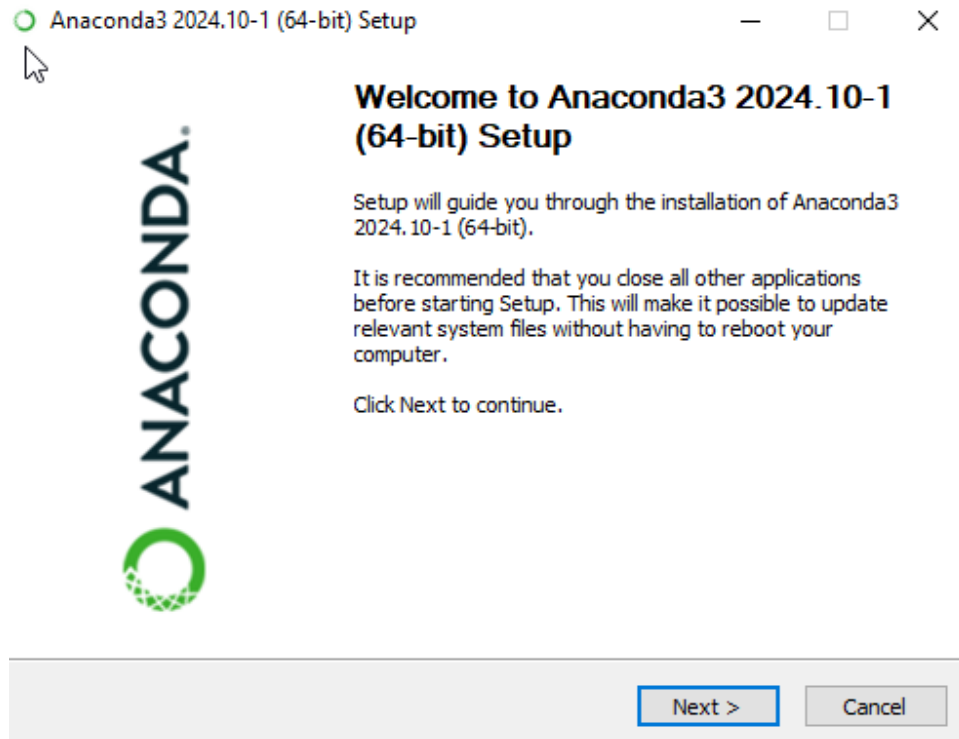 Anaconda3 2024.10-1 (64-bit) Setup
ANACONDA.
Welcome to Anaconda3 2024.10-1
(64-bit) Setup
Setup will guide you through the installation of Anaconda3
2024.10-1 (64-bit).
It is recommended that you close all other applications
before starting Setup. This will make it possible to update
relevant system files without having to reboot your
computer.
Click Next to continue.
Next >
Cancel